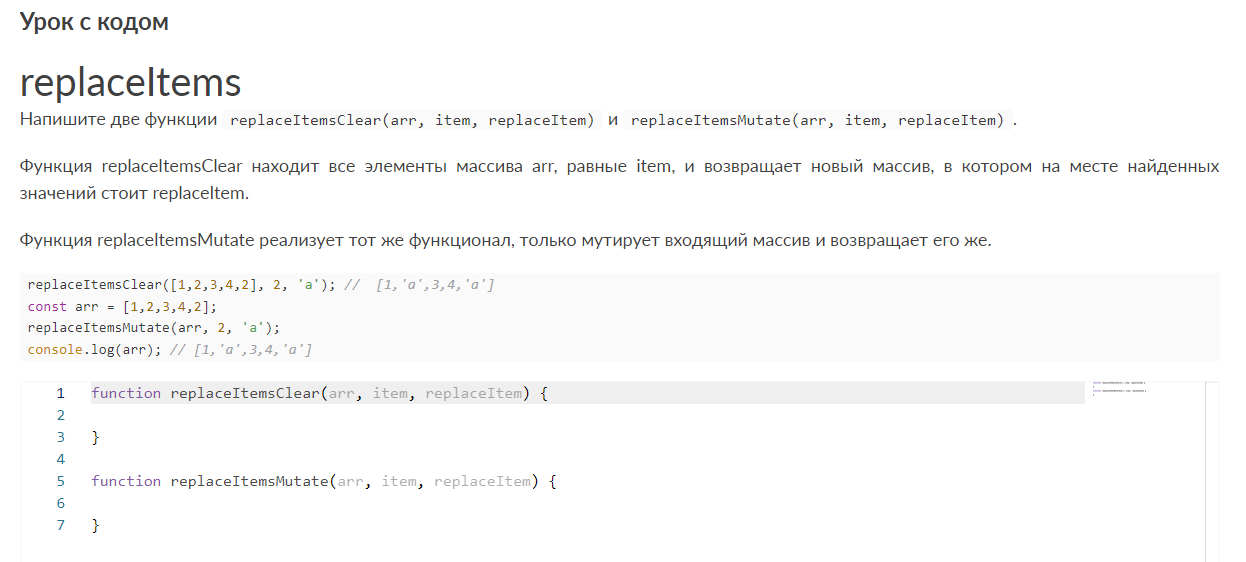 Урок с кодом
replaceItems
Напишите две функции replaceItemsClear(arr, item, replaceItem) и replaceItemsMutate(arr, item, replaceItem) .
Функция replaceItemsClear находит все элементы массива arr, равные item, и возвращает новый массив, в котором на месте найденных
значений стоит replaceItem.
Функция replaceItemsMutate реализует тот же функционал, только мутирует входящий массив и возвращает его же.
replaceItemsClear([1,2,3,4,2], 2, 'a'); //  [1,'a',3,4,'a']
const arr = [1,2,3,4,2];
replaceItemsMutate(arr, 2, 'a');
console.log(arr); // [1,'a',3,4,'a']
1 function replaceItemsClear(arr, item, replaceItem) {
2
3 }
4
5 function replaceItemsMutate(arr, item, replaceItem) {
6
7 }